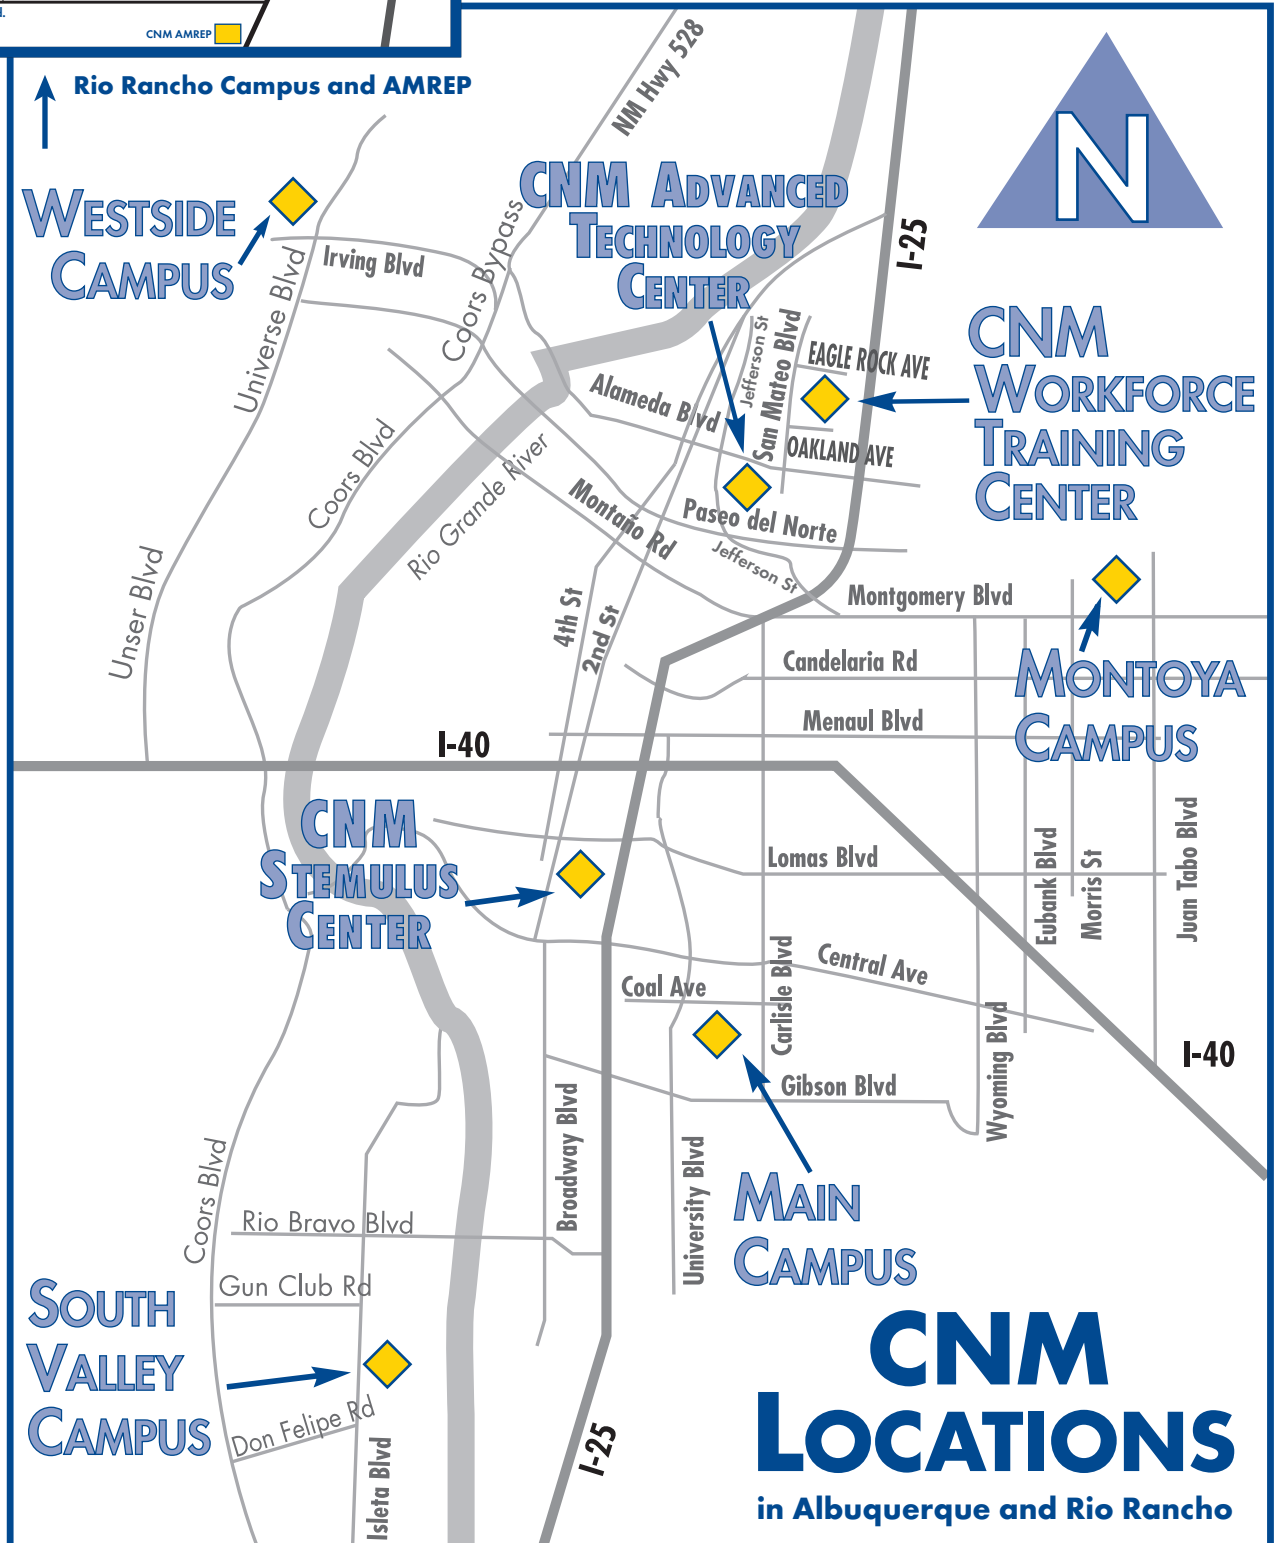 CNM AMREP
Rio Rancho Campus and AMREP
NM Hwy 528
N
WESTSIDE
CAMPUS
CNM ADVANCED
TECHNOLOGY
CENTER
I-25
Irving Blvd
Universe Blvd
Coors Bypass
Jefferson St
San Mateo Blvd
EAGLE ROCK AVE
CNM
WORKFORCE
TRAINING
CENTER
Alameda Blvd
OAKLAND AVE
Coors Blvd
Rio Grande River
Montaño Rd
Paseo del Norte
Jefferson St
Unser Blvd
4th St
2nd St
Montgomery Blvd
Candelaria Rd
MONTOYA
CAMPUS
Menaul Blvd
I-40
CNM
STEMULUS
CENTER
Lomas Blvd
Eubank Blvd
Morris St
Juan Tabo Blvd
Central Ave
Coal Ave
Carlisle Blvd
Wyoming Blvd
I-40
Gibson Blvd
Broadway Blvd
University Blvd
MAIN
CAMPUS
Coors Blvd
Rio Bravo Blvd
Gun Club Rd
SOUTH
VALLEY
CAMPUS
Don Felipe Rd
Isleta Blvd
I-25
CNM
LOCATIONS
in Albuquerque and Rio Rancho